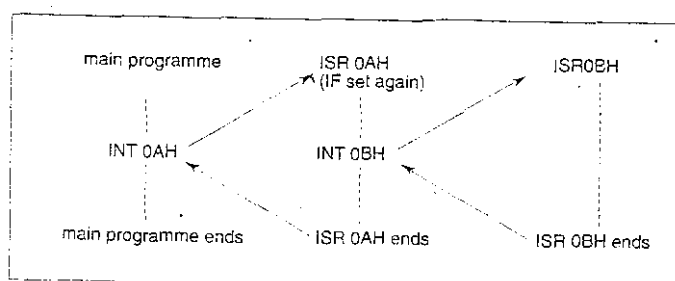 main programme
ISR 0AH
(IF set again)
ISR0BH
INT 0AH
INT 0BH
main programme ends
ISR 0AH ends
ISR 0BH ends